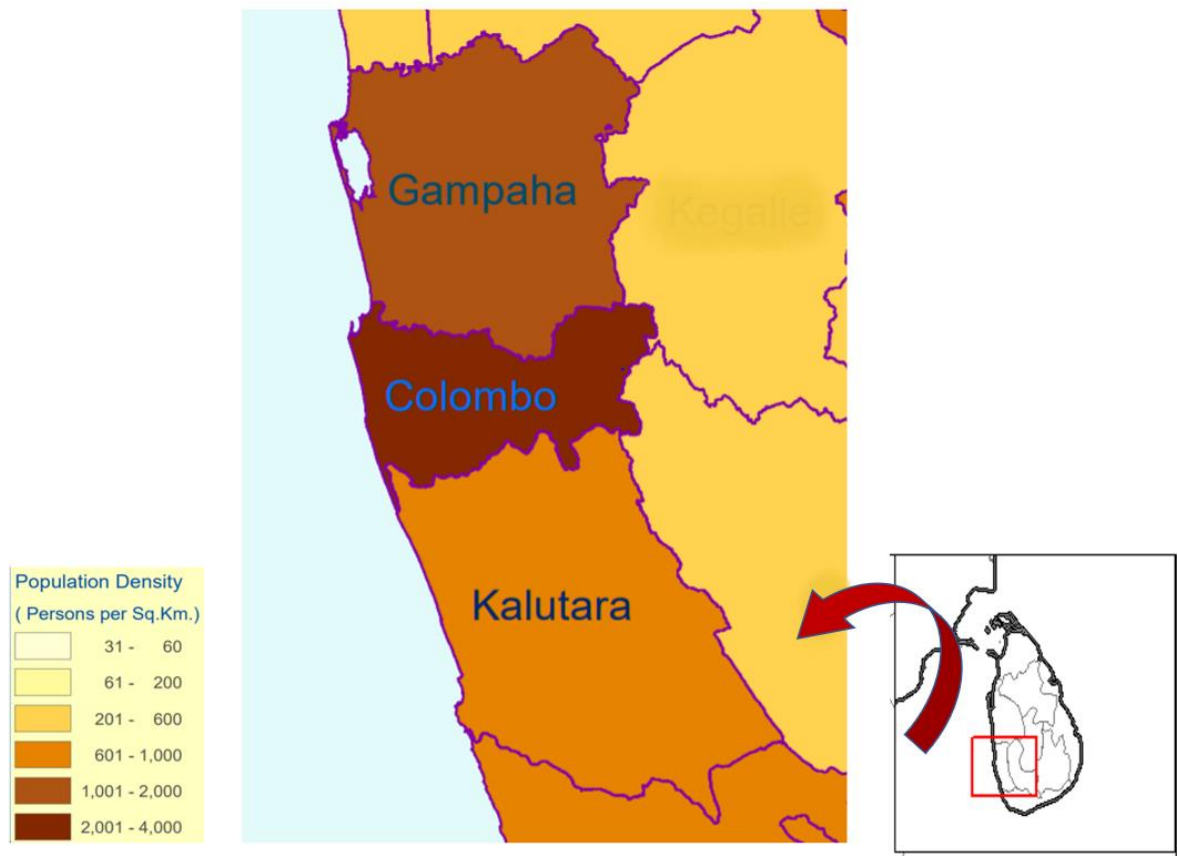 Gampaha
Kegalle
Colombo
Kalutara
Population Density
( Persons per Sq.Km.)
31 - 60
61 - 200
201 - 600
601 - 1,000
1,001 - 2,000
2,001 - 4,000